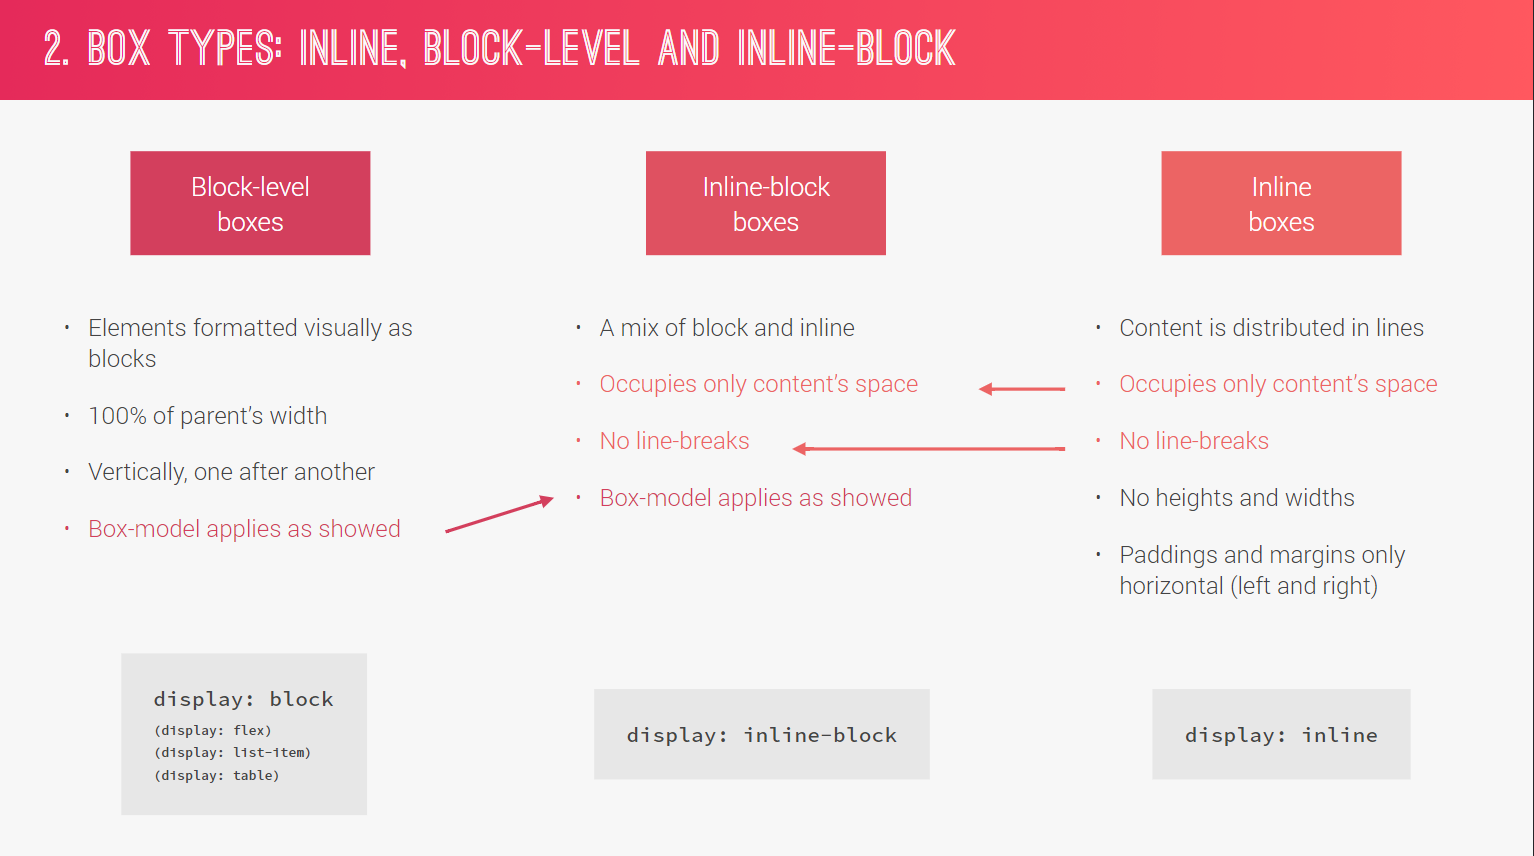 2. BOX TYPES: INLINE, BLOCK-LEVEL AND INLINE-BLOCK
Block-level
boxes
• Elements formatted visually as
blocks
• 100% of parent's width
• Vertically, one after another
• Box-model applies as showed
display: block
(display: flex)
(display: list-item)
(display: table)
Inline-block
boxes
• A mix of block and inline
• Occupies only content's space
• No line-breaks
• Box-model applies as showed
display: inline-block
Inline
boxes
• Content is distributed in lines
• Occupies only content's space
• No line-breaks
• No heights and widths
• Paddings and margins only
horizontal (left and right)
display: inline